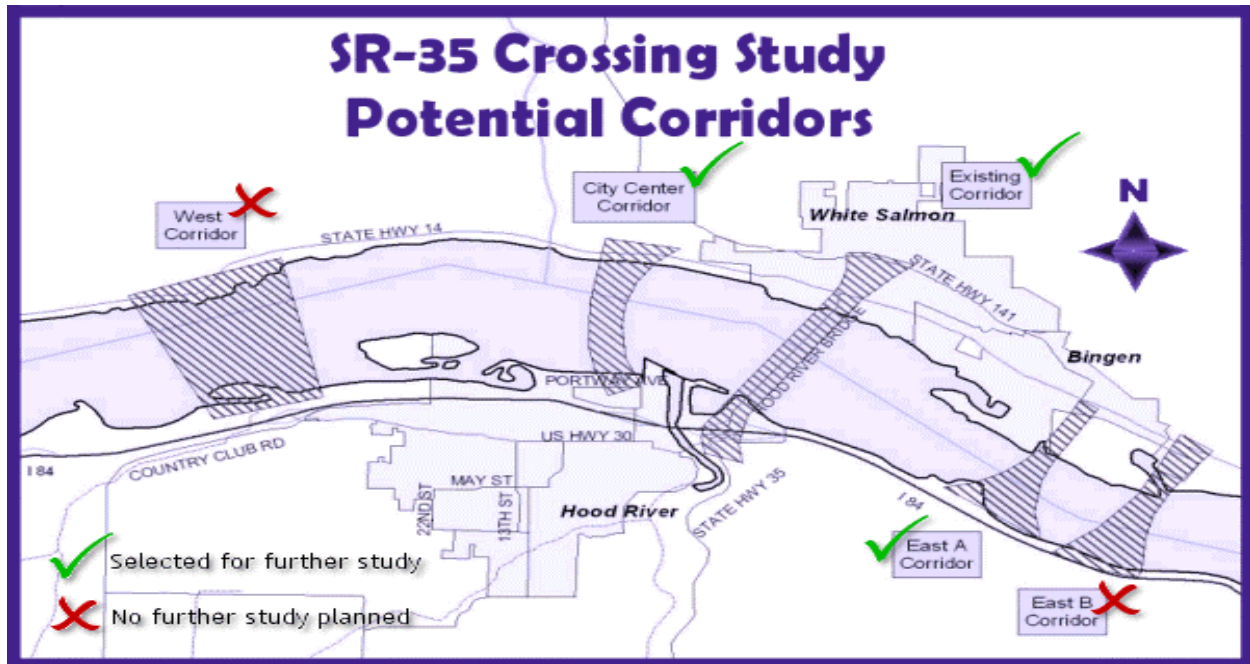 SR-35 Crossing Study
Potential Corridors
West
Corridor
City Center
Corridor
Existing
Corridor
N
STATE HWY 14
White Salmon
STATE HWY 141
HOOD RIVER BRIDGE
Bingen
PORTWAY AVE
US HWY 30
I 84
COUNTRY CLUB RD
MAY ST
22ND ST
13TH ST
Hood River
STATE HWY 35
I 84
East A
Corridor
East B
Corridor
Selected for further study
No further study planned